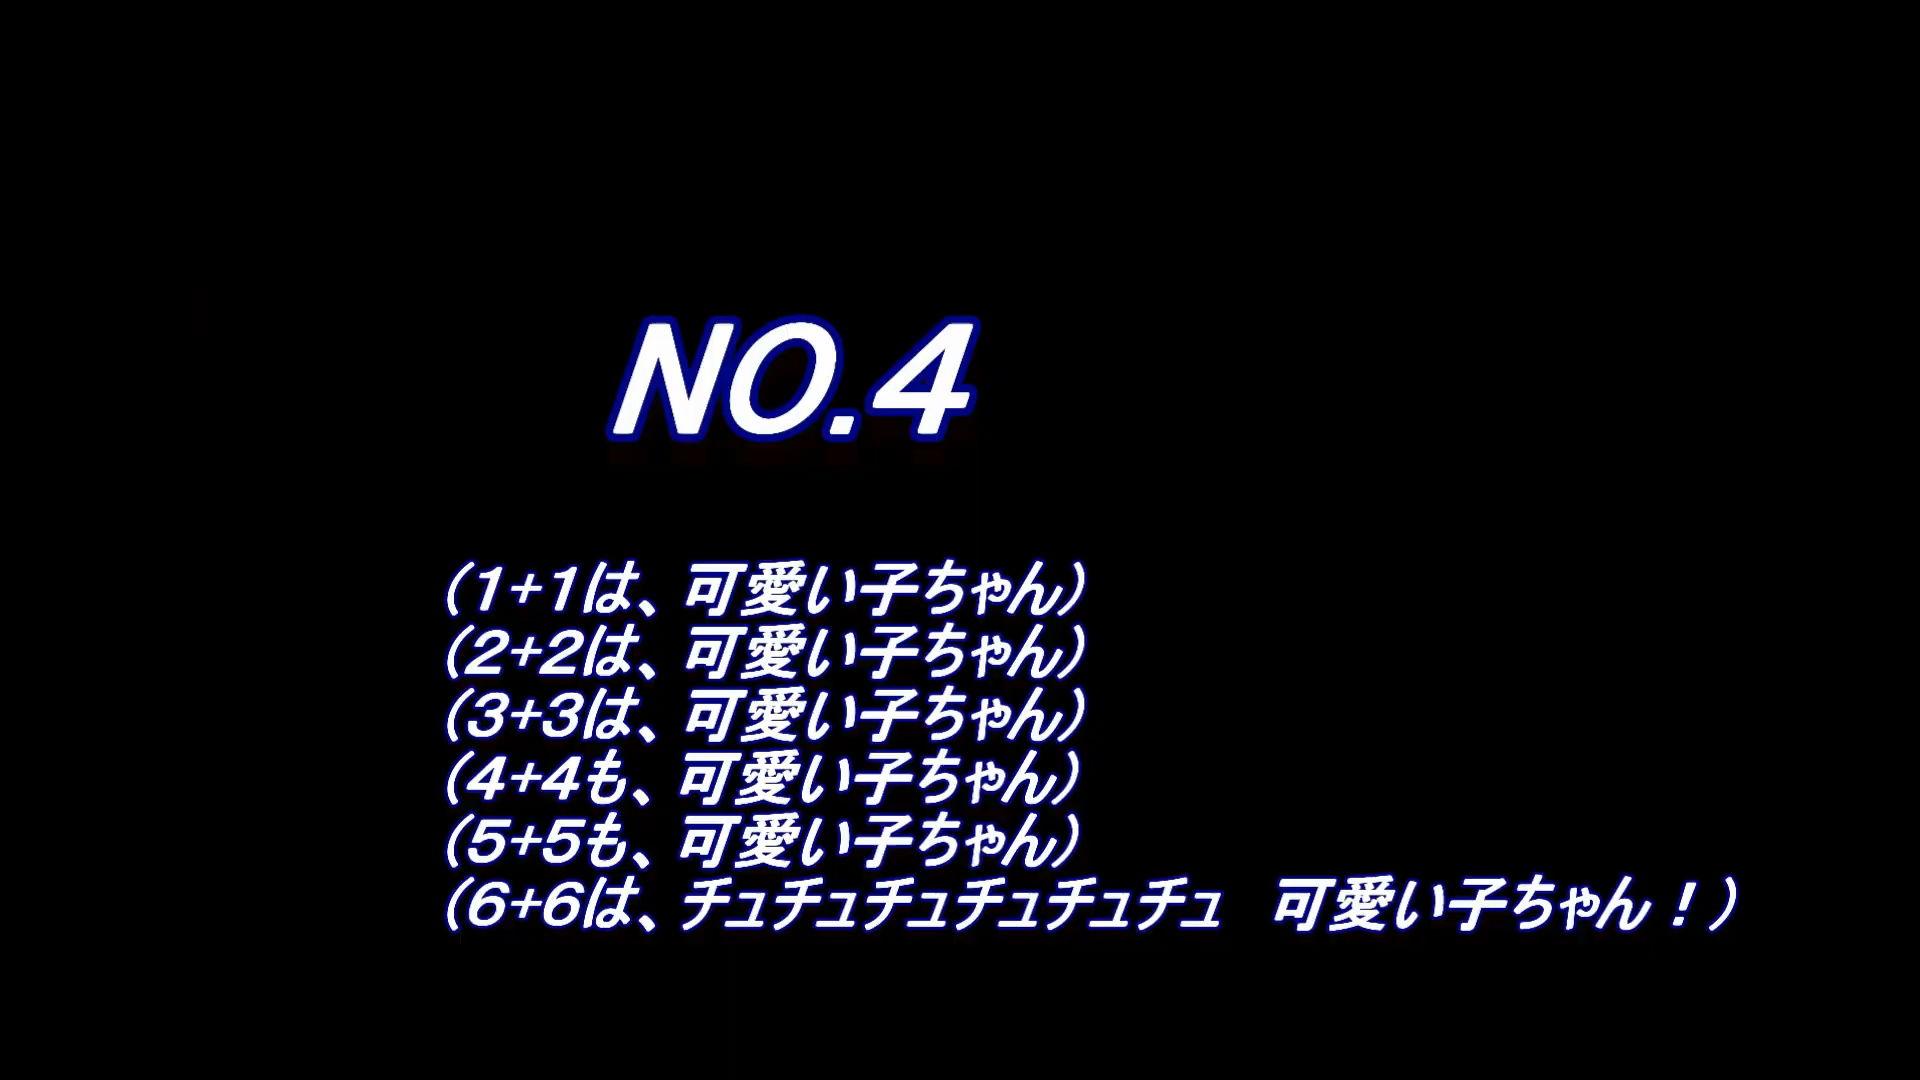 NO.4
(1+1は、可愛い子ちゃん)
(2+2は、可愛い子ちゃん)
(3+3は、可愛い子ちゃん)
(4+4も、可愛い子ちゃん)
(5+5も、可愛い子ちゃん)
(6+6は、チュチュチュチュチュチュ　可愛い子ちゃん！)